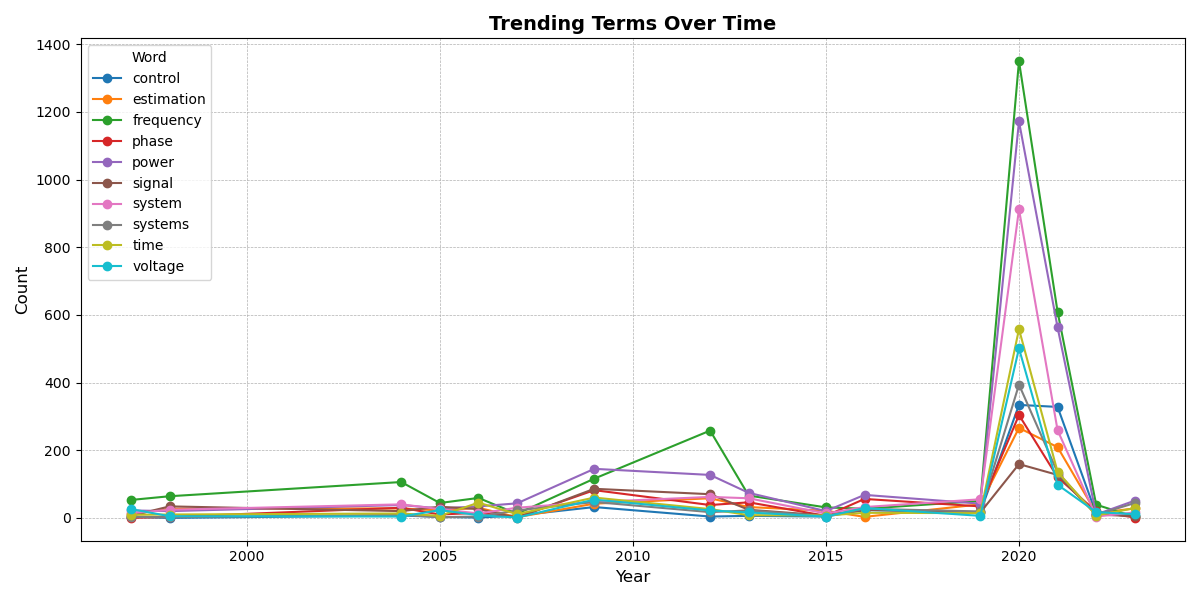 Trending Terms Over Time
Word
control
estimation
frequency
phase
power
signal
system
systems
time
voltage
Count
1400
1200
1000
800
600
400
200
0
2000
2005
2010
2015
2020
Year